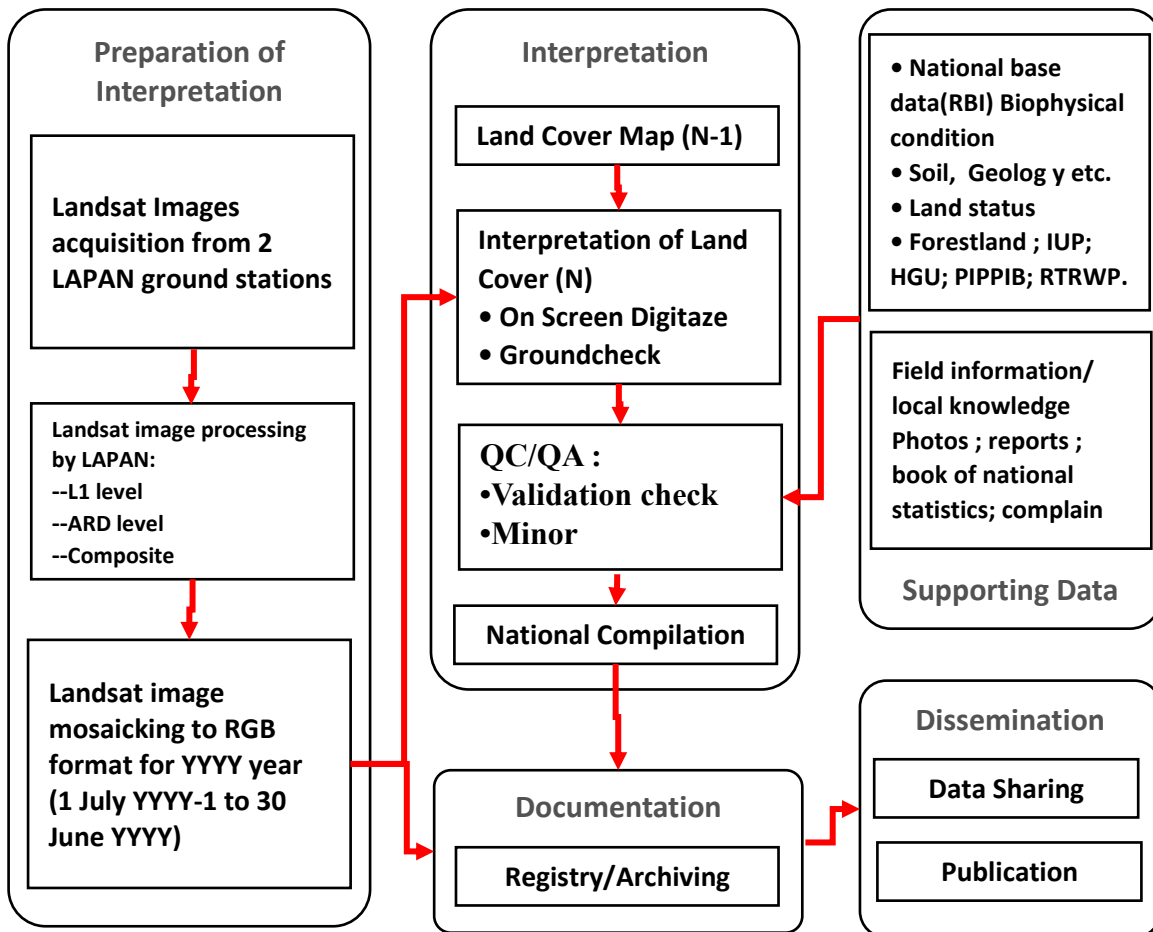 Preparation of
Interpretation
Landsat Images
acquisition from 2
LAPAN ground stations
Landsat image processing
by LAPAN:
--L1 level
--ARD level
--Composite
Landsat image
mosaicking to RGB
format for YYYY year
(1 July YYYY-1 to 30
June YYYY)
Interpretation
Land Cover Map (N-1)
Interpretation of Land
Cover (N)
• On Screen Digitaze
• Groundcheck
QC/QA :
•Validation check
•Minor
National Compilation
Documentation
Registry/Archiving
• National base
data(RBI) Biophysical
condition
• Soil, Geolog y etc.
• Land status
• Forestland ; IUP;
HGU; PIPPIB; RTRWP.
Field information/
local knowledge
Photos ; reports ;
book of national
statistics; complain
Supporting Data
Dissemination
Data Sharing
Publication